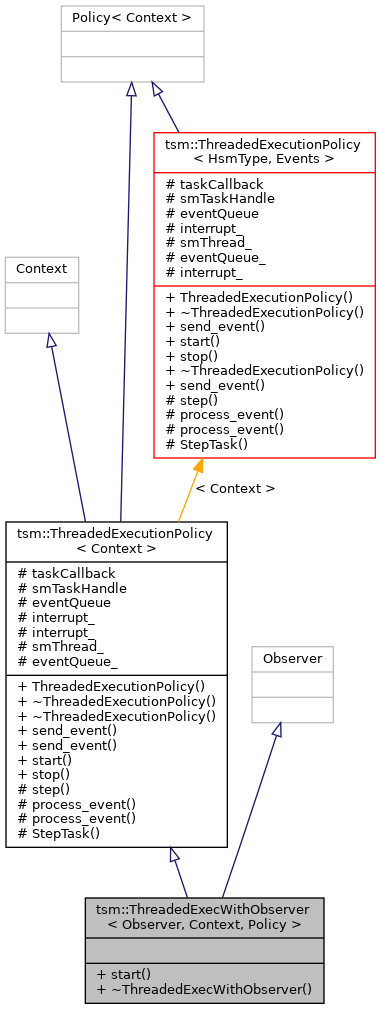 Policy< Context >
tsm::ThreadedExecutionPolicy
< HsmType, Events >
# taskCallback
# smTaskHandle
# eventQueue
# interrupt_
# smThread_
# eventQueue_
# interrupt_
+ ThreadedExecutionPolicy()
+ ~ThreadedExecutionPolicy()
+ send_event()
+ start()
+ stop()
+ ~ThreadedExecutionPolicy()
+ send_event()
# step()
# process_event()
# process_event()
# StepTask()
Context
< Context >
tsm::ThreadedExecutionPolicy
< Context >
# taskCallback
# smTaskHandle
# eventQueue
# interrupt_
# interrupt_
# smThread_
# eventQueue_
+ ThreadedExecutionPolicy()
+ ~ThreadedExecutionPolicy()
+ ~ThreadedExecutionPolicy()
+ send_event()
+ send_event()
+ start()
+ stop()
# step()
# process_event()
# process_event()
# StepTask()
Observer
tsm::ThreadedExecWithObserver
< Observer, Context, Policy >
+ start()
+ ~ThreadedExecWithObserver()